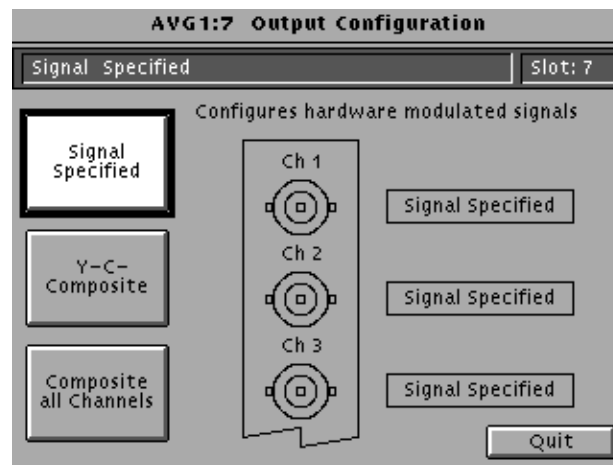 AVG1:7 Output Configuration
Signal Specified
Slot: 7
Configures hardware modulated signals
Signal
Specified
Y-C-
Composite
Composite
all Channels
Ch 1
Signal Specified
Ch 2
Signal Specified
Ch 3
Signal Specified
Quit